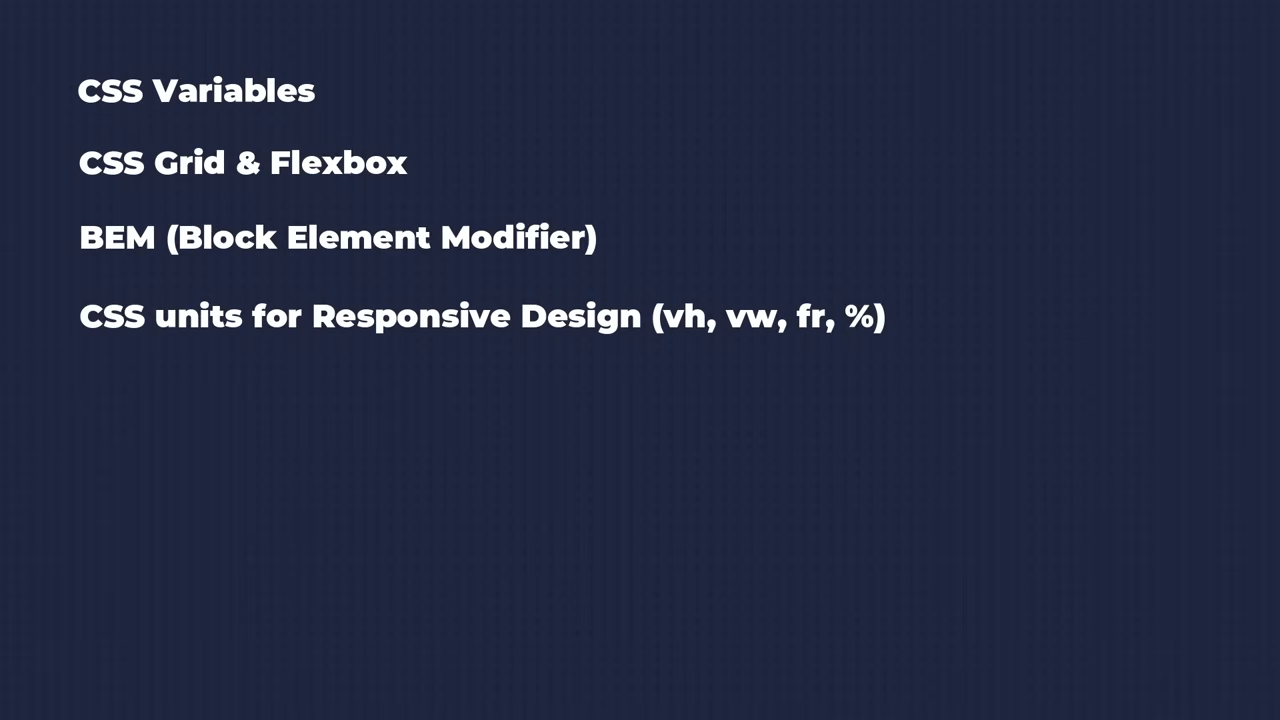 CSS Variables
CSS Grid & Flexbox
BEM (Block Element Modifier)
CSS units for Responsive Design (vh, vw, fr, %)